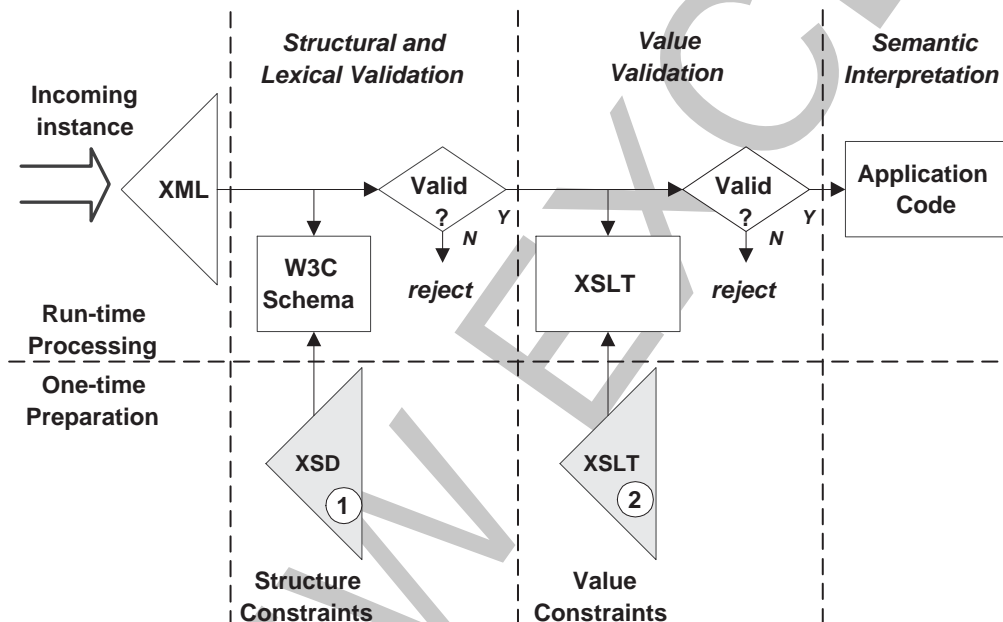 Structural and
Lexical Validation
Value
Validation
Semantic
Interpretation
Incoming
instance
XML
Valid
?
Y
N
reject
W3C
Schema
Valid
?
Y
N
reject
XSLT
Application
Code
Run-time
Processing
One-time
Preparation
XSD
1
XSLT
2
Structure
Constraints
Value
Constraints
W EXC